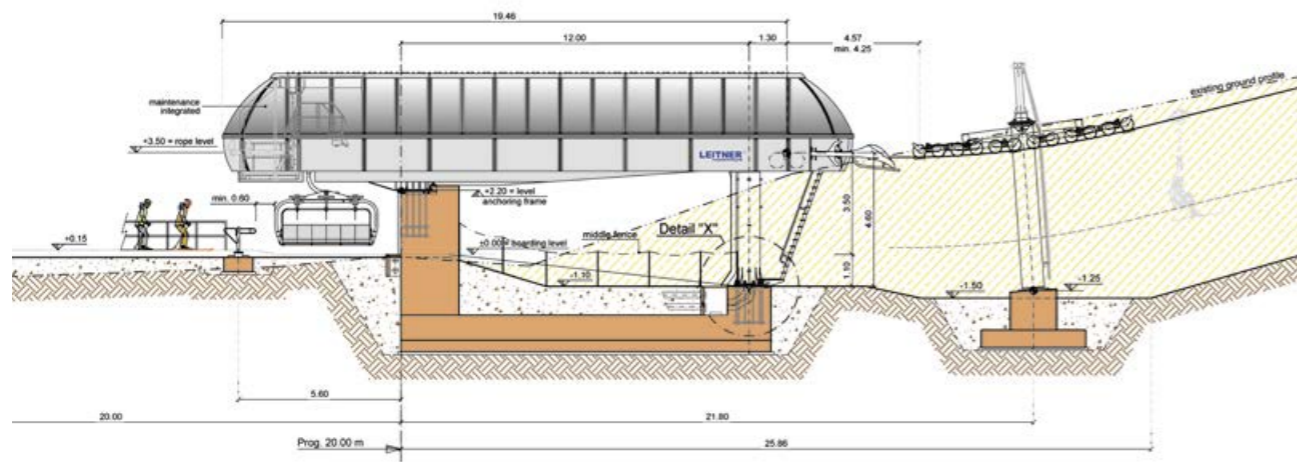 19.46
12.00
1.30
4.57
min. 4.25
existing ground profile
maintenance
integrated
+3.50 = rope level
LEITNER
min. 0.60
+2.20 = level
anchoring frame
3.50
4.60
Detail "X"
middle fence
+0.15
±0.00 = boarding level
-1.10
1.10
-1.50
-1.25
5.60
20.00
21.80
Prog. 20.00 m
25.86